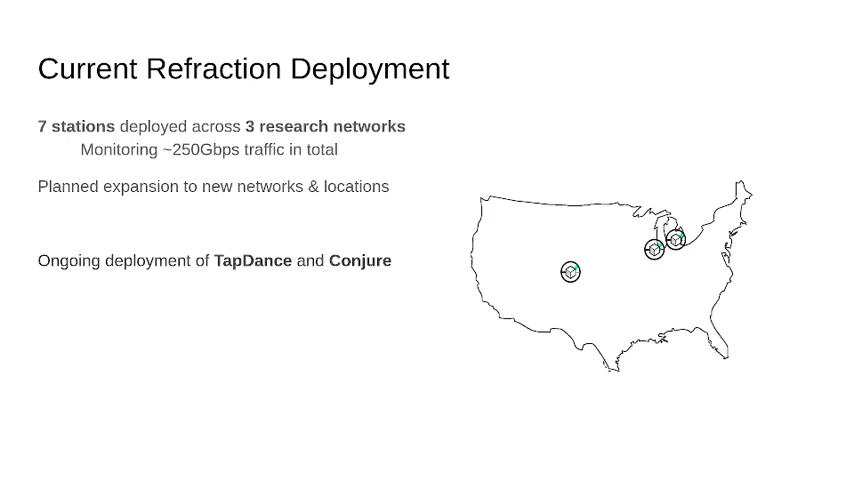 Current Refraction Deployment
7 stations deployed across 3 research networks
Monitoring ~250Gbps traffic in total
Planned expansion to new networks & locations
Ongoing deployment of TapDance and Conjure